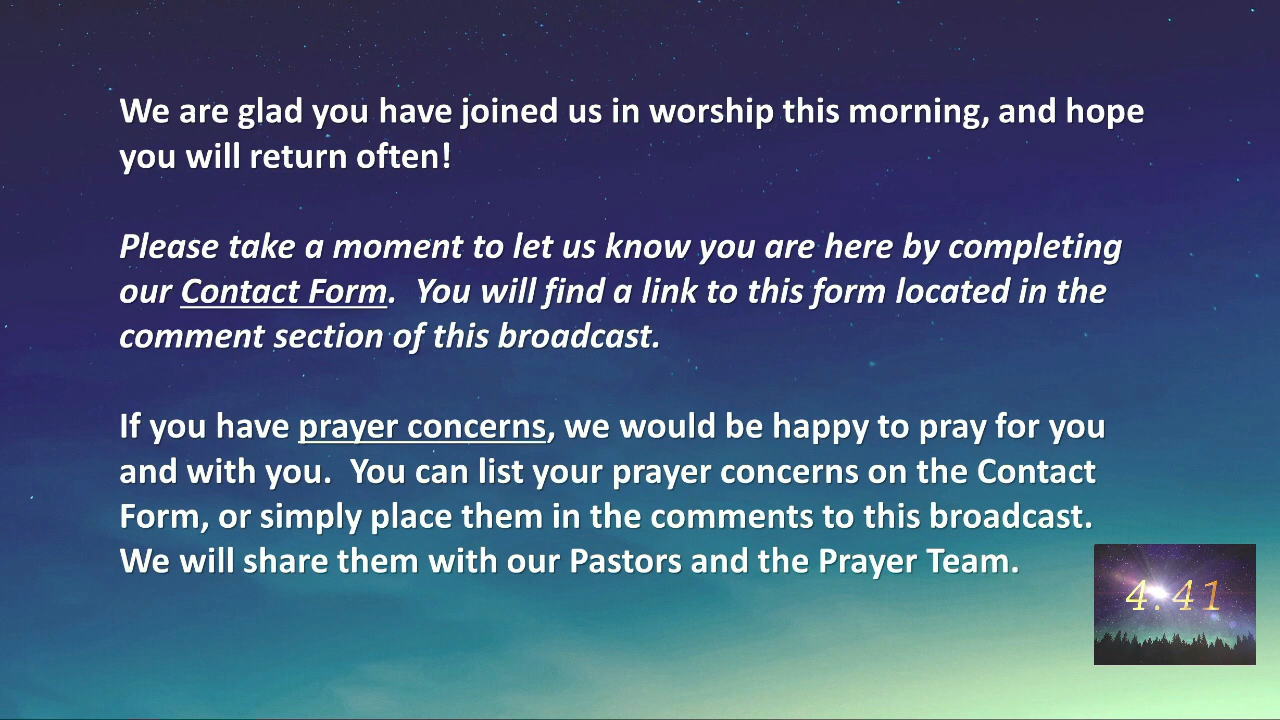 We are glad you have joined us in worship this morning, and hope
you will return often!
Please take a moment to let us know you are here by completing
our Contact Form.  You will find a link to this form located in the
comment section of this broadcast.
If you have prayer concerns, we would be happy to pray for you
and with you.  You can list your prayer concerns on the Contact
Form, or simply place them in the comments to this broadcast.
We will share them with our Pastors and the Prayer Team.
4:41